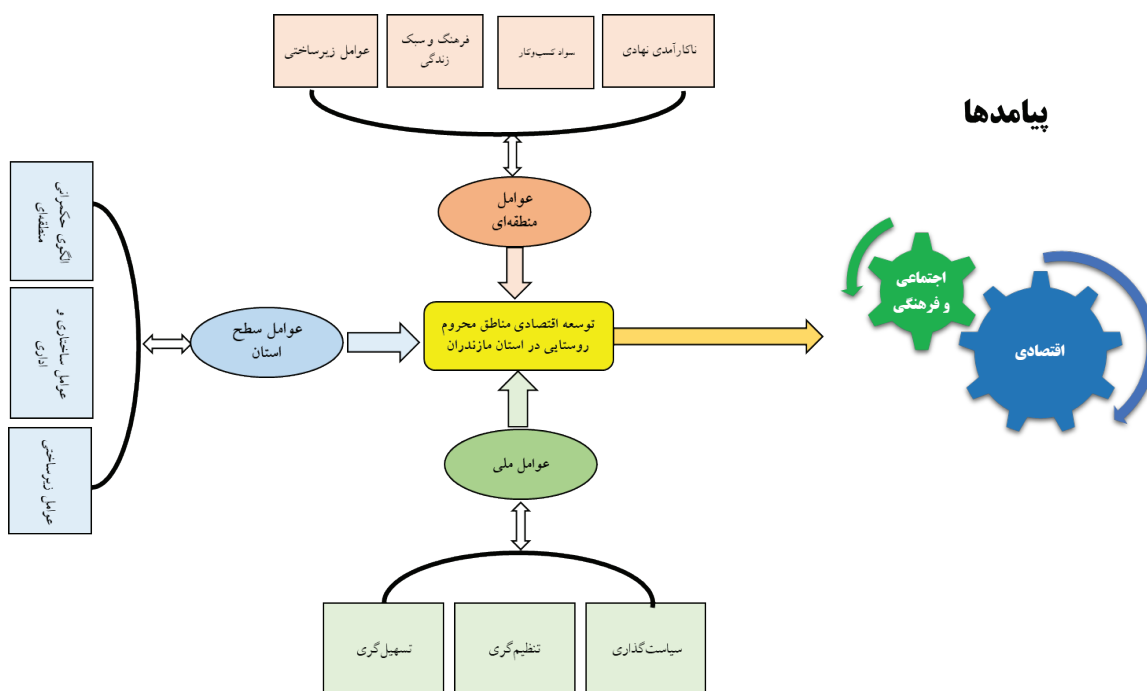 ناکارآمدی نهادی
سواد کسب‌وکار
فرهنگ و سبک
زندگی
عوامل زیرساختی
پیامدها
عوامل
منطقه‌ای
الگوی حکمرانی
منطقه‌ای
عوامل ساختاری و
اداری
عوامل زیرساختی
عوامل سطح
استان
توسعه اقتصادی مناطق محروم
روستایی در استان مازندران
اجتماعی
و فرهنگی
اقتصادی
عوامل ملی
سیاست‌گذاری
تنظیم‌گری
تسهیل‌گری